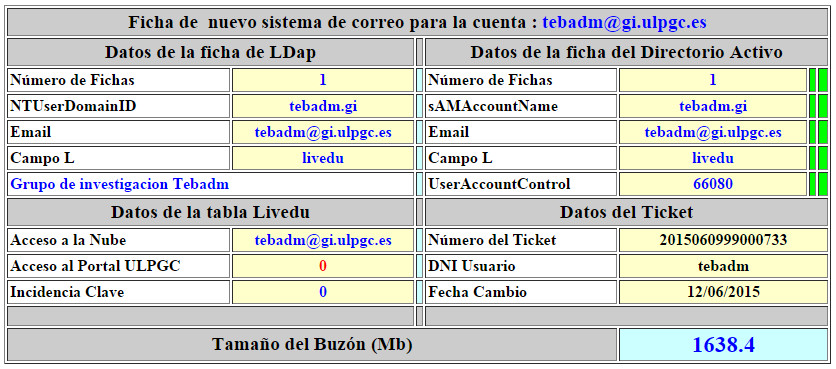 Ficha de nuevo sistema de correo para la cuenta : tebadm@gi.ulpgc.es
Datos de la ficha de LDap Datos de la ficha del Directorio Activo
Número de Fichas 1 Número de Fichas 1
NTUserDomainID tebadm.gi sAMAccountName tebadm.gi
Email tebadm@gi.ulpgc.es Email tebadm@gi.ulpgc.es
Campo L livedu Campo L livedu
Grupo de investigacion Tebadm UserAccountControl 66080
Datos de la tabla Livedu Datos del Ticket
Acceso a la Nube tebadm@gi.ulpgc.es Número del Ticket 2015060999000733
Acceso al Portal ULPGC 0 DNI Usuario tebadm
Incidencia Clave 0 Fecha Cambio 12/06/2015
Tamaño del Buzón (Mb) 1638.4